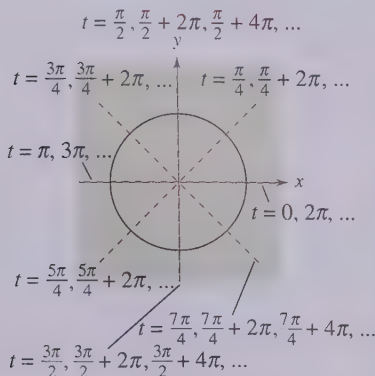 t = π/2, π/2 + 2π, π/2 + 4π, ...
y
t = 3π/4, 3π/4 + 2π, ...
t = π/4, π/4 + 2π, ...
t = π, 3π, ...
x
t = 0, 2π, ...
t = 5π/4, 5π/4 + 2π, ...
t = 7π/4, 7π/4 + 2π, 7π/4 + 4π, ...
t = 3π/2, 3π/2 + 2π, 3π/2 + 4π, ...